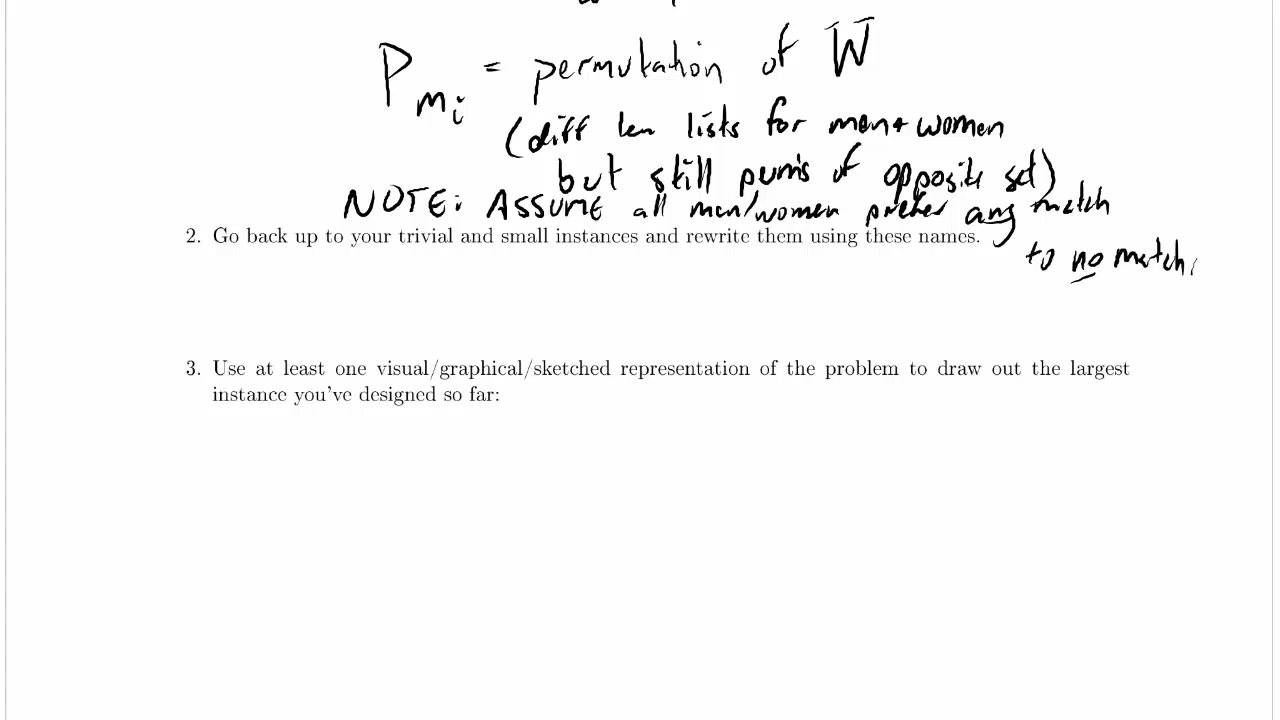 P_{m_i} = permutation of W
(diff len lists for men + women
but still perms of opposite set)
NOTE: ASSUME all men/women prefer any match
2. Go back up to your trivial and small instances and rewrite them using these names.
to no match.
3. Use at least one visual/graphical/sketched representation of the problem to draw out the largest
instance you've designed so far: